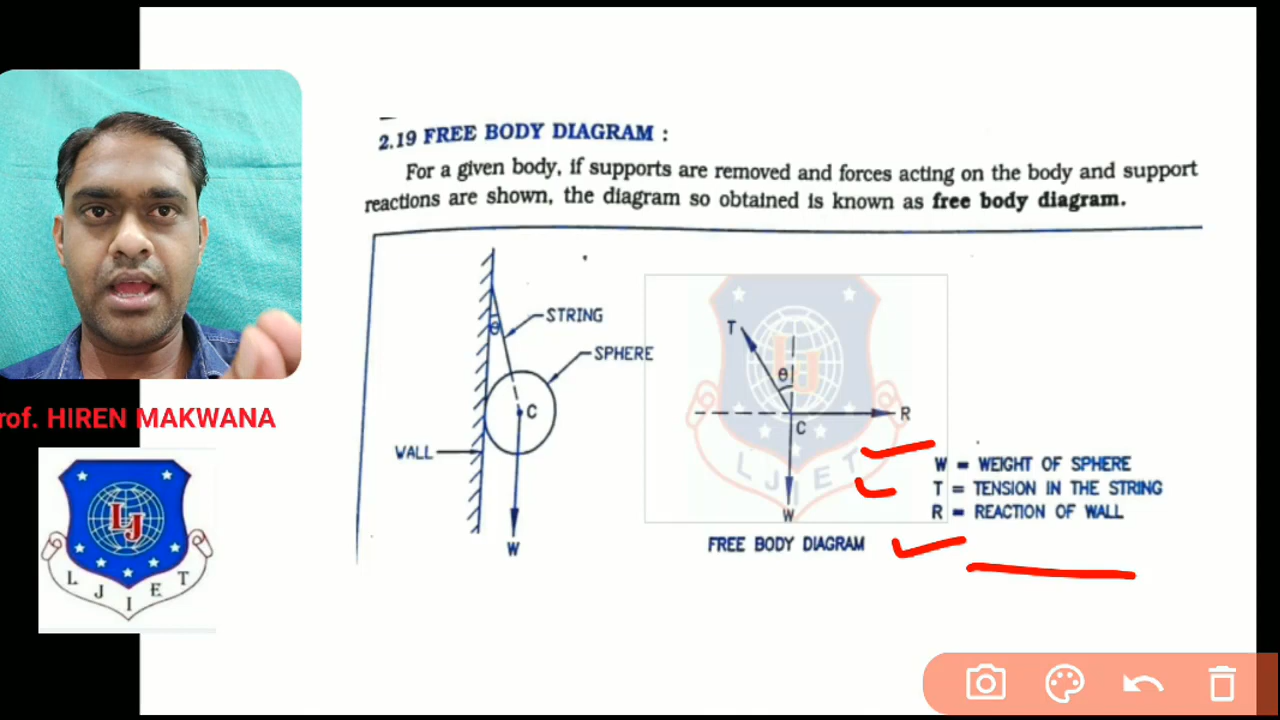 2.19 FREE BODY DIAGRAM :
For a given body, if supports are removed and forces acting on the body and support
reactions are shown, the diagram so obtained is known as free body diagram.
θ
STRING
SPHERE
C
WALL
W
T
θ
R
C
W
FREE BODY DIAGRAM
W = WEIGHT OF SPHERE
T = TENSION IN THE STRING
R = REACTION OF WALL
rof. HIREN MAKWANA
LJ
L J I E T
LJ
L J I E T